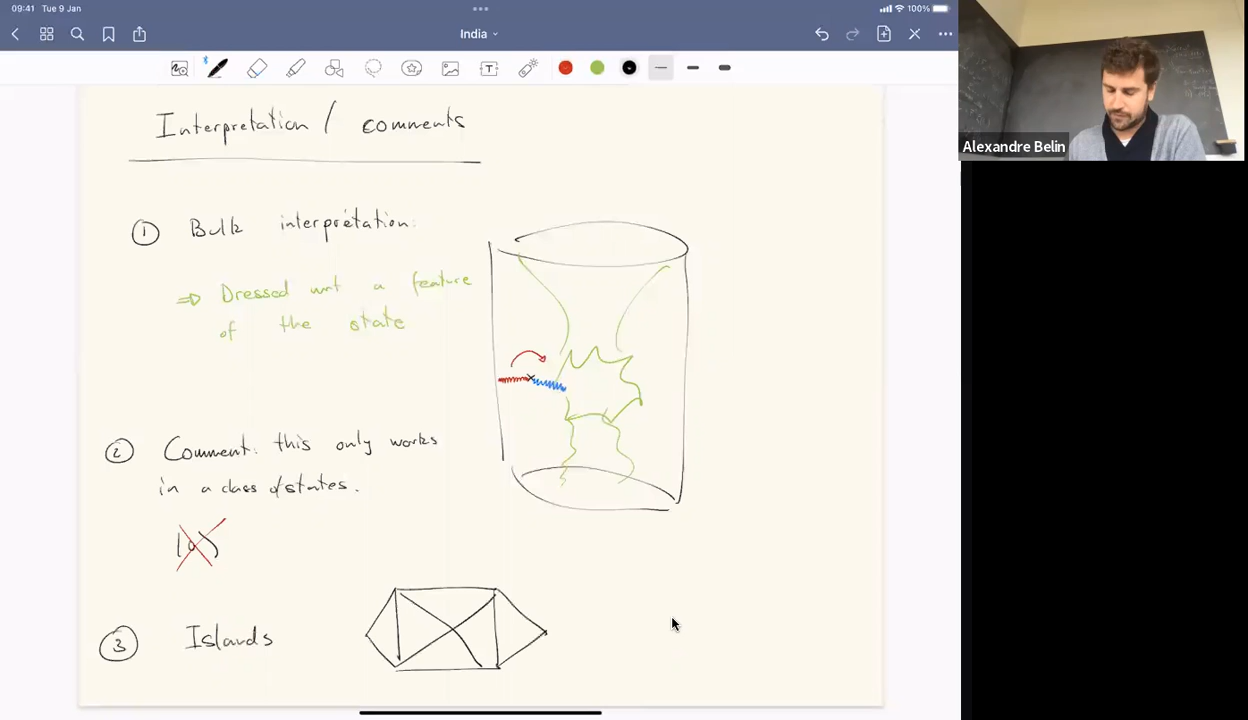 09:41 Tue 9 Jan
100%
India
Alexandre Belin
Interpretation / comments
① Bulk interpretation:
⇒ Dressed wrt a feature
of the state
② Comment: this only works
in a class of states.
|0>
③ Islands